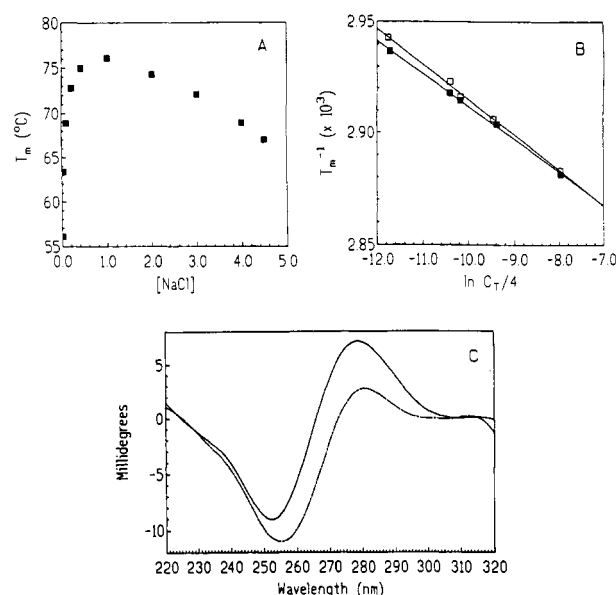 80
75
70
65
60
55
T_m (°C)
A
0.0 1.0 2.0 3.0 4.0 5.0
[NaCl]
2.95
2.90
2.85
T_m⁻¹ (x 10³)
B
-12.0 -11.0 -10.0 -9.0 -8.0 -7.0
ln C_T/4
5
0
-5
-10
Millidegrees
C
220 230 240 250 260 270 280 290 300 310 320
Wavelength (nm)